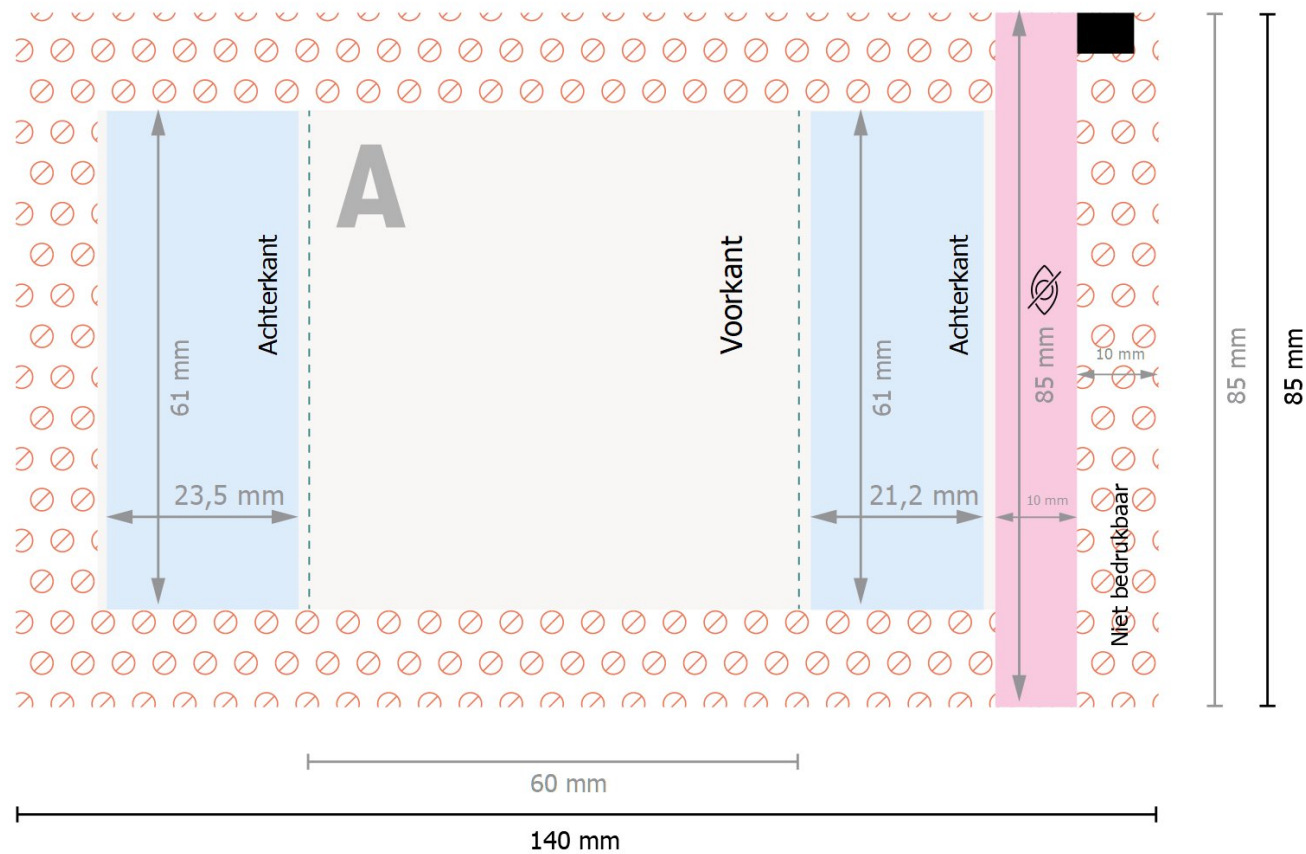 A
Achterkant
61 mm
23,5 mm
Voorkant
Achterkant
61 mm
21,2 mm
85 mm
10 mm
10 mm
Niet bedrukbaar
85 mm
85 mm
60 mm
140 mm